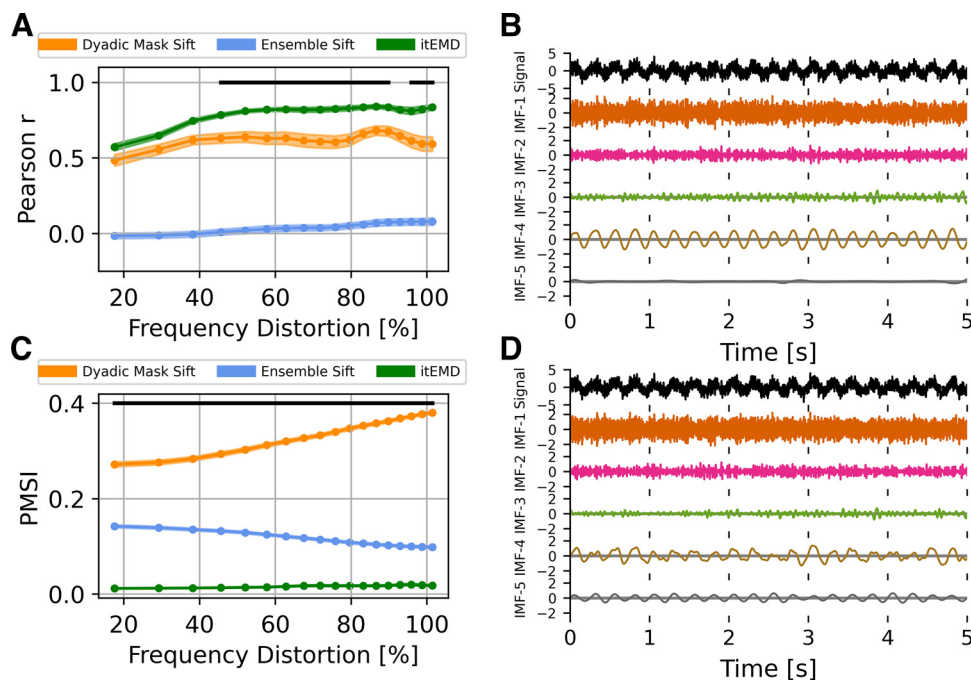 A
Dyadic Mask Sift Ensemble Sift itEMD
1.0
0.5
0.0
Pearson r
20 40 60 80 100
Frequency Distortion [%]
B
5
0
-5
2
0
−2
2
0
−2
2
0
2
0
2
0
−2
IMF-5 IMF-4 IMF-3 IMF-2 IMF-1 Signal
0 1 2 3 4 5
Time [s]
C
Dyadic Mask Sift Ensemble Sift itEMD
0.4
0.2
0.0
PMSI
20 40 60 80 100
Frequency Distortion [%]
D
5
0
-5
2
0
−2
2
0
−2
2
0
2
0
2
0
−2
IMF-5 IMF-4 IMF-3 IMF-2 IMF-1 Signal
0 1 2 3 4 5
Time [s]